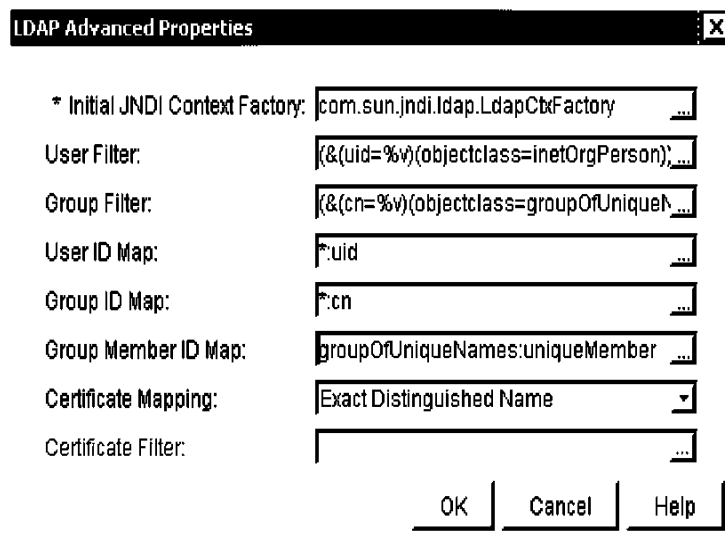 LDAP Advanced Properties
* Initial JNDI Context Factory: com.sun.jndi.ldap.LdapCtxFactory ...
User Filter: (&(uid=%v)(objectclass=inetOrgPerson)) ...
Group Filter: (&(cn=%v)(objectclass=groupOfUniqueN ...
User ID Map: *:uid ...
Group ID Map: *:cn ...
Group Member ID Map: groupOfUniqueNames:uniqueMember ...
Certificate Mapping: Exact Distinguished Name
Certificate Filter: ...
OK Cancel Help